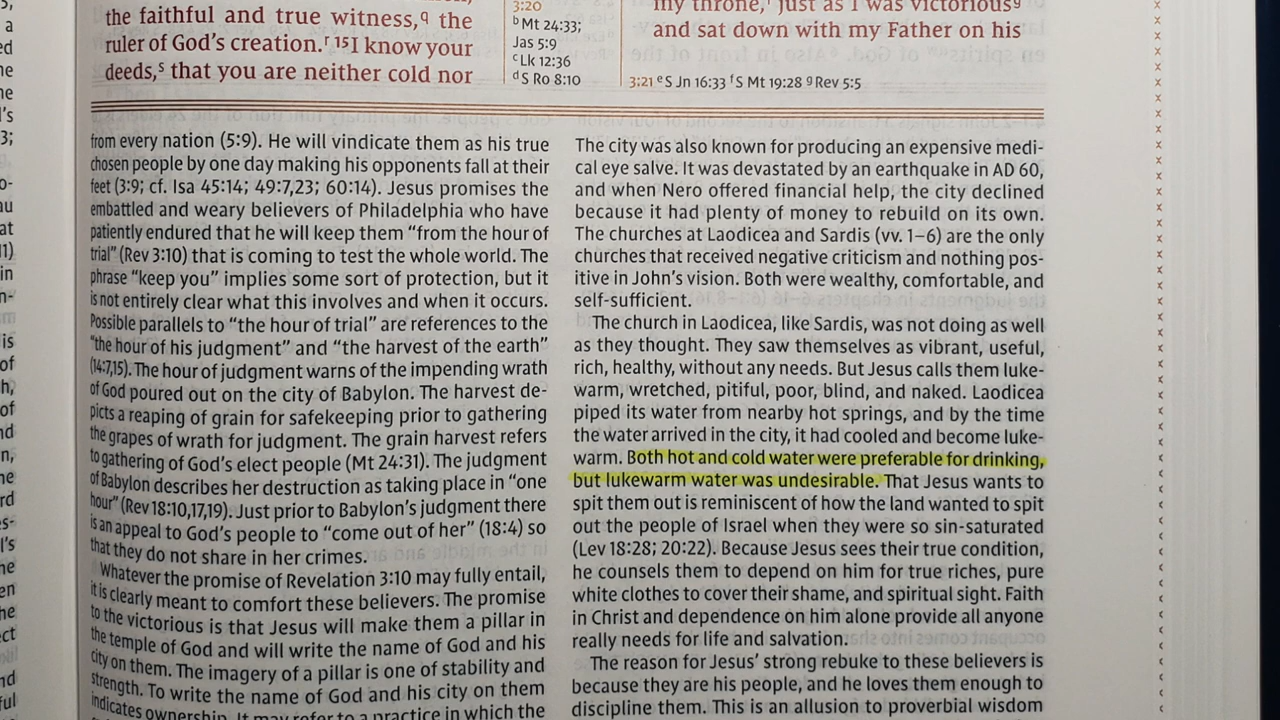 the faithful and true witness,q the
ruler of God's creation.r 15I know your
deeds,s that you are neither cold nor
3:20
b Mt 24:33;
Jas 5:9
c Lk 12:36
d S Ro 8:10
my throne,f just as I was victoriousg
and sat down with my Father on his
3:21 e S Jn 16:33 f S Mt 19:28 g Rev 5:5
from every nation (5:9). He will vindicate them as his true
chosen people by one day making his opponents fall at their
feet (3:9; cf. Isa 45:14; 49:7,23; 60:14). Jesus promises the
embattled and weary believers of Philadelphia who have
patiently endured that he will keep them "from the hour of
trial" (Rev 3:10) that is coming to test the whole world. The
phrase "keep you" implies some sort of protection, but it
is not entirely clear what this involves and when it occurs.
Possible parallels to "the hour of trial" are references to the
"the hour of his judgment" and "the harvest of the earth"
(14:7,15). The hour of judgment warns of the impending wrath
of God poured out on the city of Babylon. The harvest de-
picts a reaping of grain for safekeeping prior to gathering
the grapes of wrath for judgment. The grain harvest refers
to gathering of God's elect people (Mt 24:31). The judgment
of Babylon describes her destruction as taking place in "one
hour" (Rev 18:10,17,19). Just prior to Babylon's judgment there
is an appeal to God's people to "come out of her" (18:4) so
that they do not share in her crimes.
Whatever the promise of Revelation 3:10 may fully entail,
it is clearly meant to comfort these believers. The promise
to the victorious is that Jesus will make them a pillar in
the temple of God and will write the name of God and his
city on them. The imagery of a pillar is one of stability and
strength. To write the name of God and his city on them
indicates ownership. It may refer to a practice in which the
The city was also known for producing an expensive medi-
cal eye salve. It was devastated by an earthquake in AD 60,
and when Nero offered financial help, the city declined
because it had plenty of money to rebuild on its own.
The churches at Laodicea and Sardis (vv. 1–6) are the only
churches that received negative criticism and nothing pos-
itive in John's vision. Both were wealthy, comfortable, and
self-sufficient.
The church in Laodicea, like Sardis, was not doing as well
as they thought. They saw themselves as vibrant, useful,
rich, healthy, without any needs. But Jesus calls them luke-
warm, wretched, pitiful, poor, blind, and naked. Laodicea
piped its water from nearby hot springs, and by the time
the water arrived in the city, it had cooled and become luke-
warm. Both hot and cold water were preferable for drinking,
but lukewarm water was undesirable. That Jesus wants to
spit them out is reminiscent of how the land wanted to spit
out the people of Israel when they were so sin-saturated
(Lev 18:28; 20:22). Because Jesus sees their true condition,
he counsels them to depend on him for true riches, pure
white clothes to cover their shame, and spiritual sight. Faith
in Christ and dependence on him alone provide all anyone
really needs for life and salvation.
The reason for Jesus' strong rebuke to these believers is
because they are his people, and he loves them enough to
discipline them. This is an allusion to proverbial wisdom